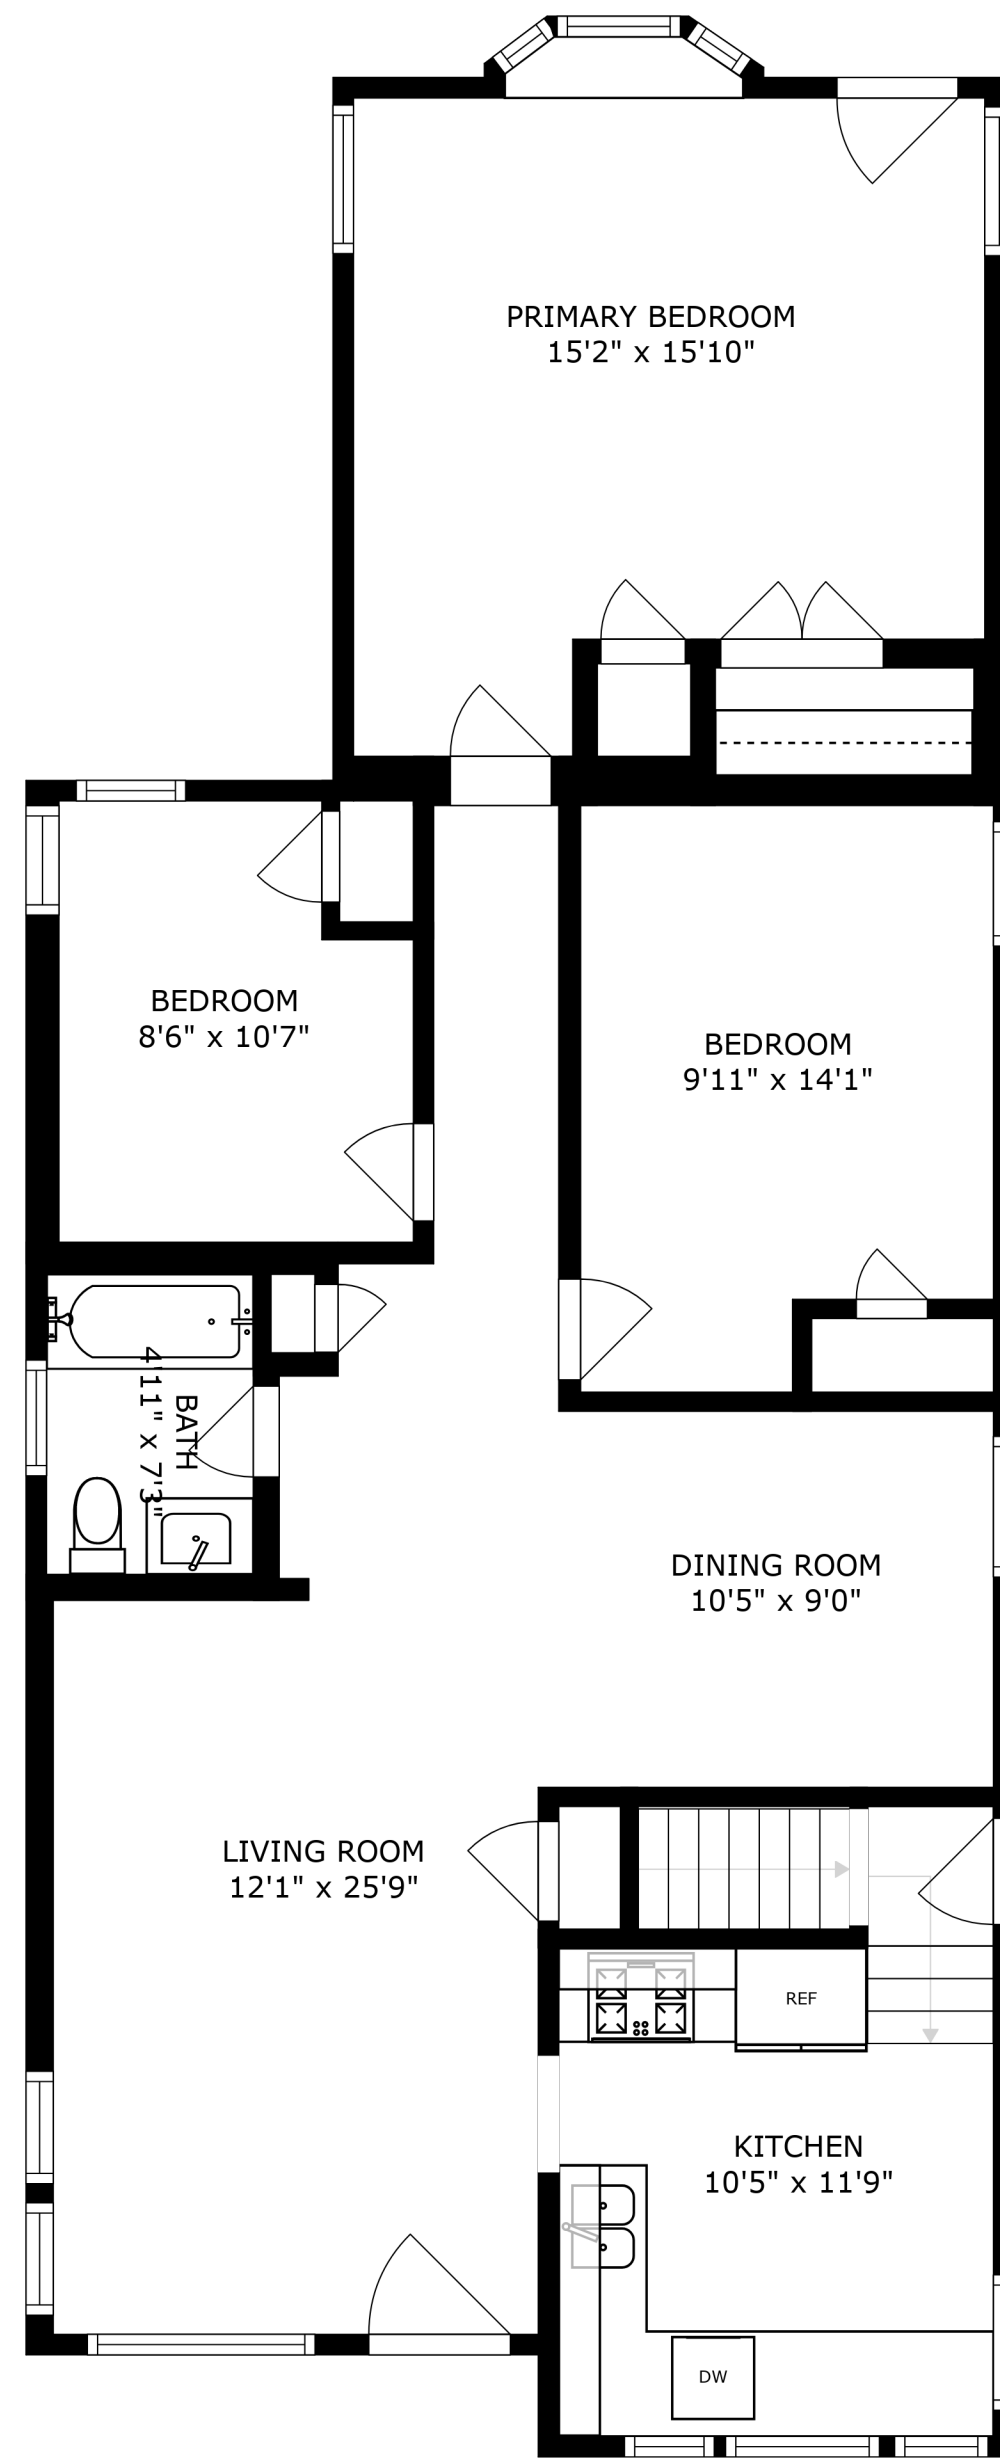 PRIMARY BEDROOM
15'2" x 15'10"
BEDROOM
8'6" x 10'7"
BEDROOM
9'11" x 14'1"
BATH
4'11" x 7'3"
DINING ROOM
10'5" x 9'0"
LIVING ROOM
12'1" x 25'9"
REF
KITCHEN
10'5" x 11'9"
DW